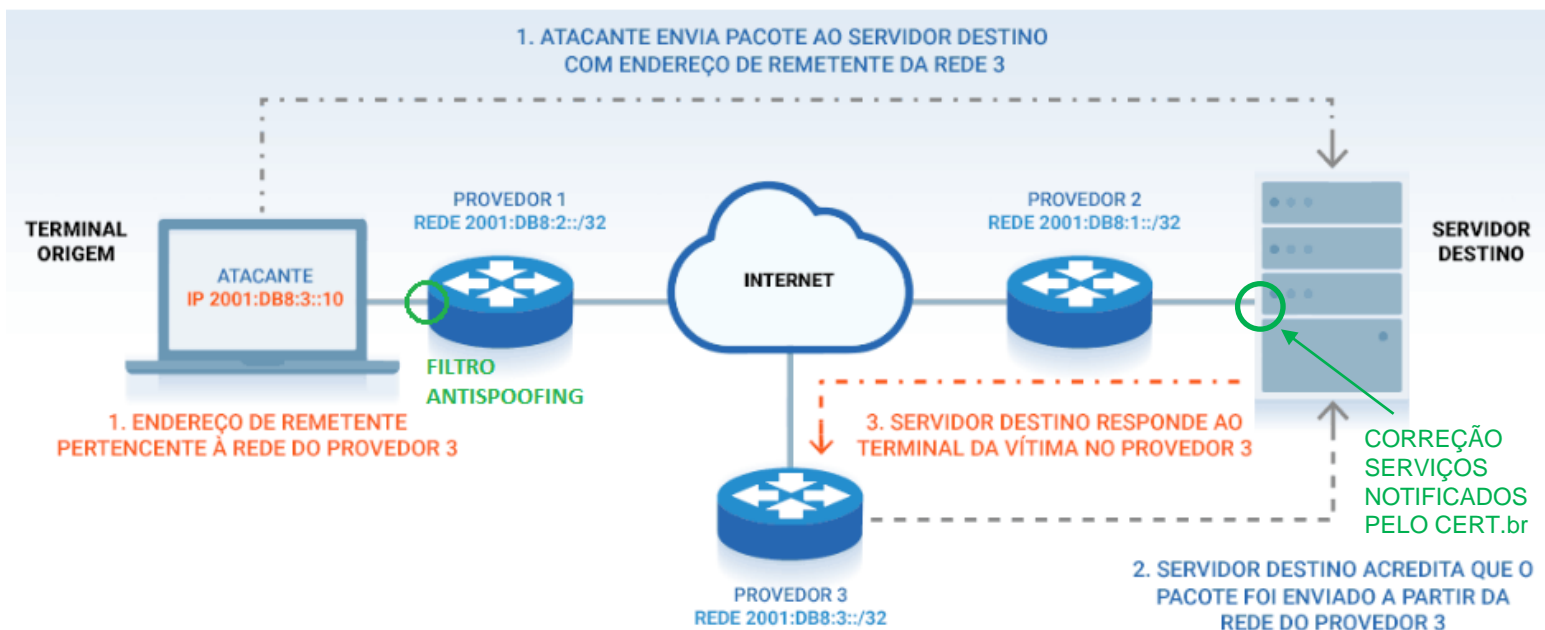 1. ATACANTE ENVIA PACOTE AO SERVIDOR DESTINO
COM ENDEREÇO DE REMETENTE DA REDE 3
TERMINAL
ORIGEM
ATACANTE
IP 2001:DB8:3::10
PROVEDOR 1
REDE 2001:DB8:2::/32
INTERNET
PROVEDOR 2
REDE 2001:DB8:1::/32
SERVIDOR
DESTINO
FILTRO
ANTISPOOFING
1. ENDEREÇO DE REMETENTE
PERTENCENTE À REDE DO PROVEDOR 3
3. SERVIDOR DESTINO RESPONDE AO
TERMINAL DA VÍTIMA NO PROVEDOR 3
CORREÇÃO
SERVIÇOS
NOTIFICADOS
PELO CERT.br
PROVEDOR 3
REDE 2001:DB8:3::/32
2. SERVIDOR DESTINO ACREDITA QUE O
PACOTE FOI ENVIADO A PARTIR DA
REDE DO PROVEDOR 3